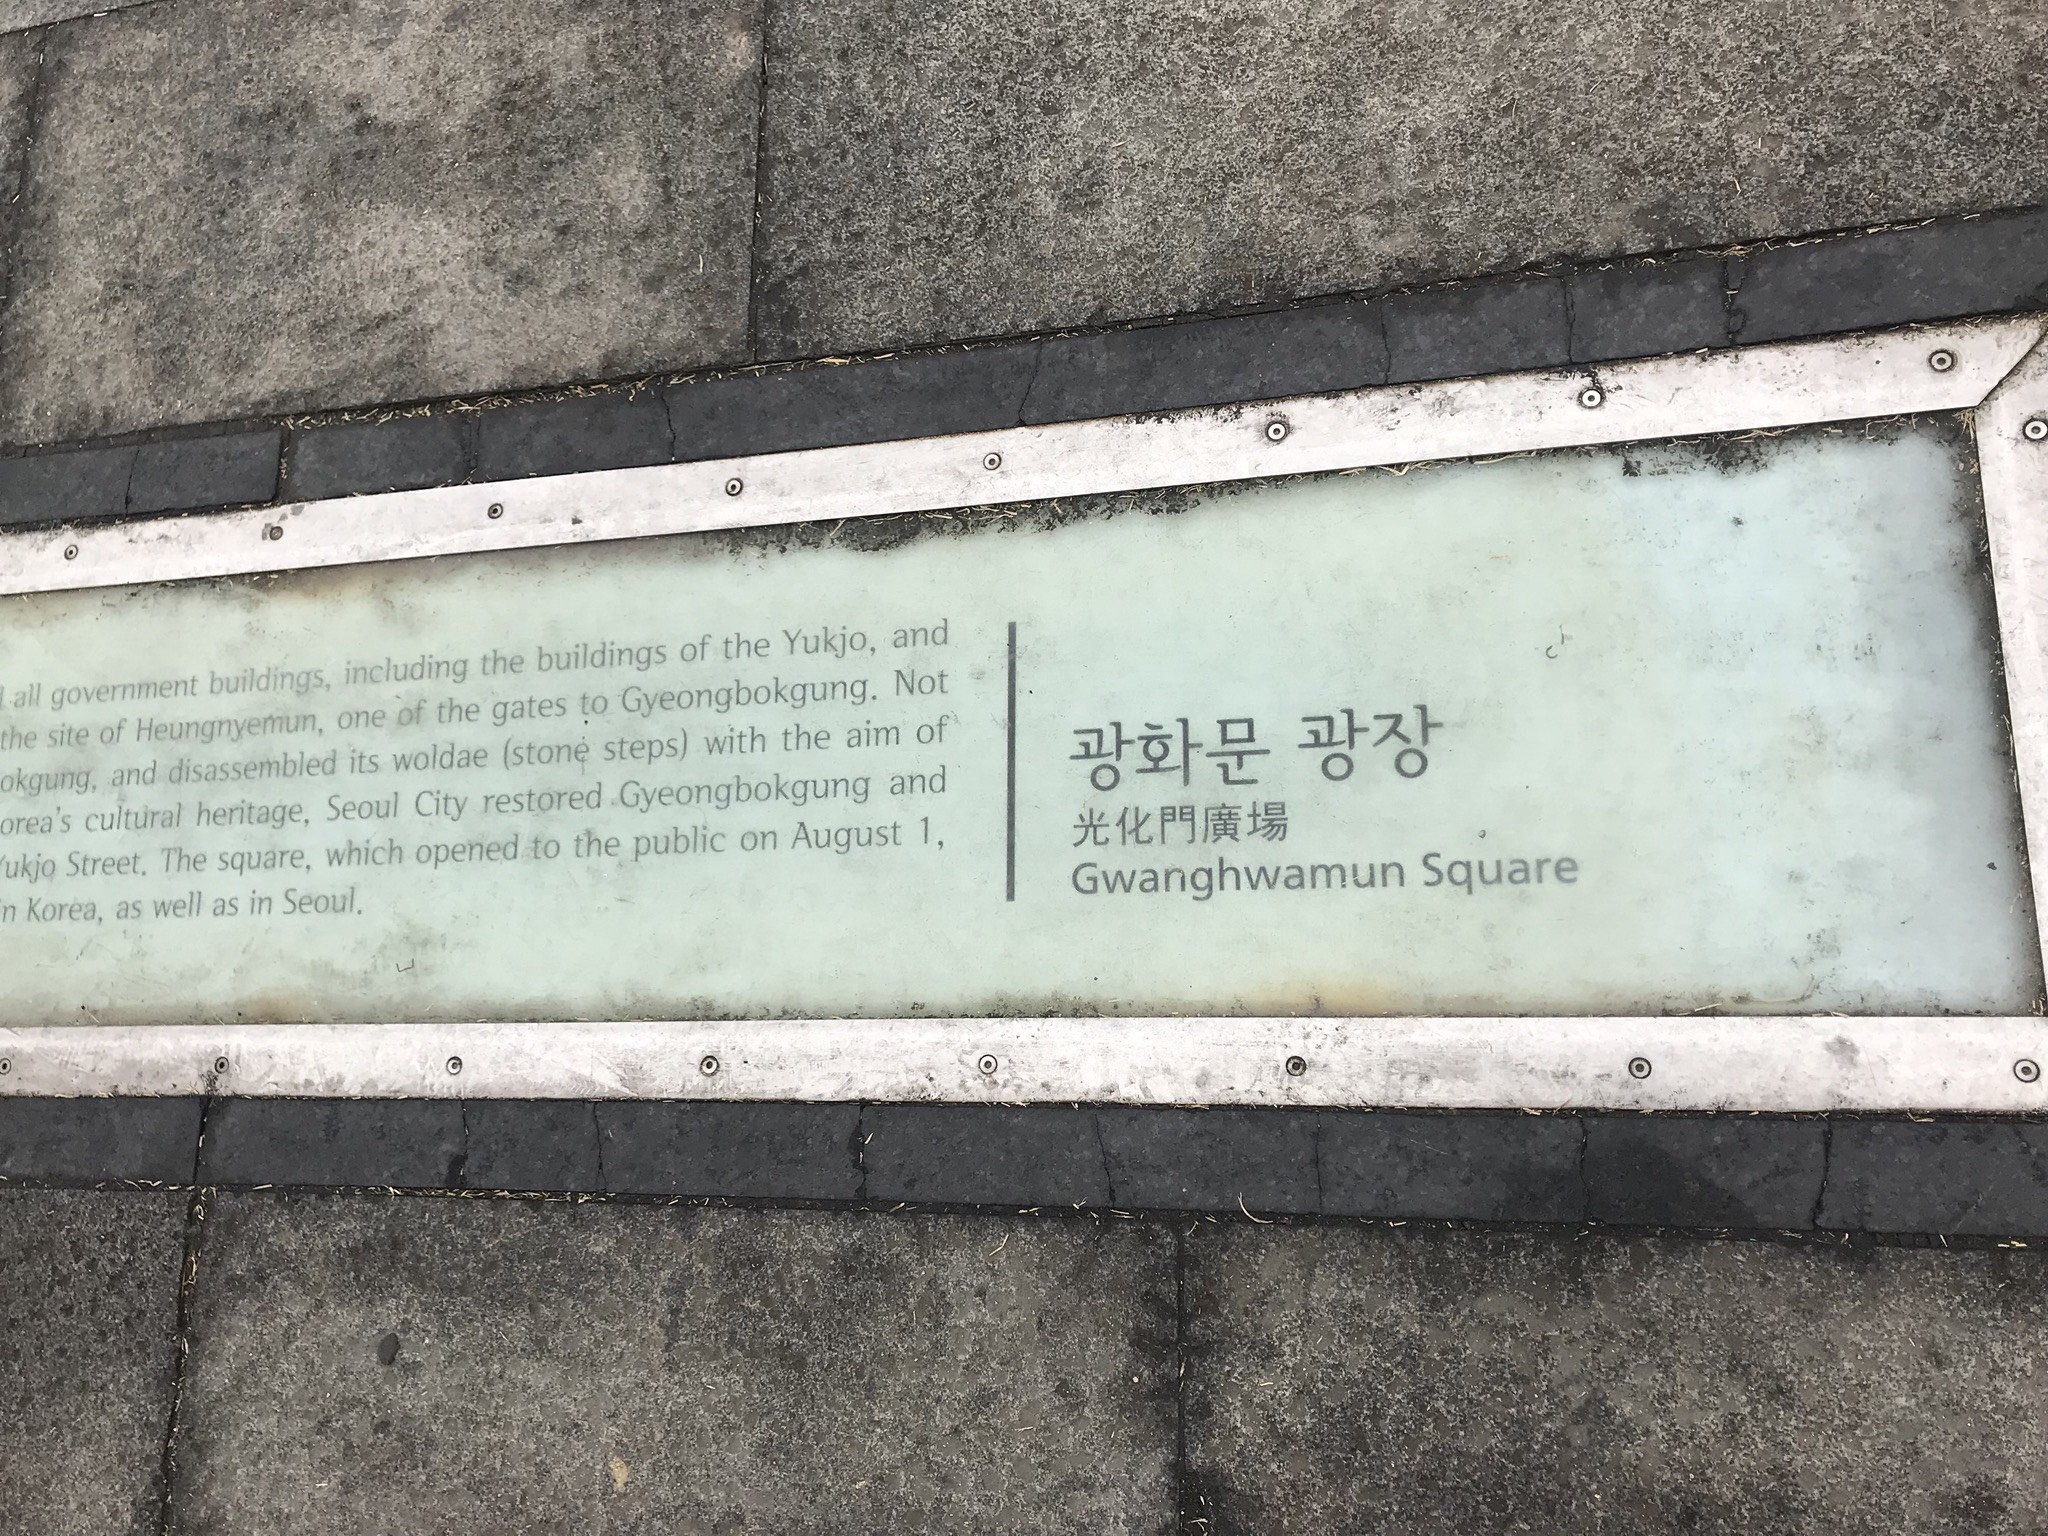 all government buildings, including the buildings of the Yukjo, and
the site of Heungnyemun, one of the gates to Gyeongbokgung. Not
okgung, and disassembled its woldae (stone steps) with the aim of
orea's cultural heritage, Seoul City restored Gyeongbokgung and
Yukjo Street. The square, which opened to the public on August 1,
in Korea, as well as in Seoul.
광화문 광장
光化門廣場
Gwanghwamun Square